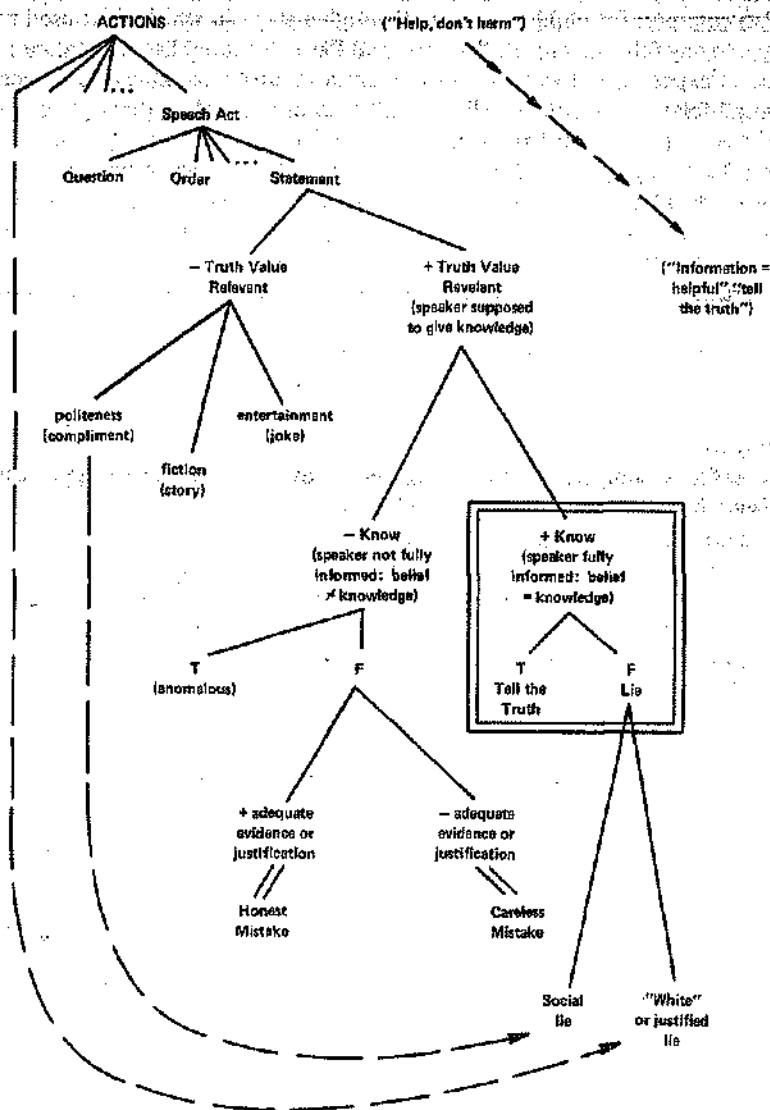 ACTIONS
("Help, don't harm")
Speech Act
Question
Order
Statement
− Truth Value
Relevant
+ Truth Value
Revelant
(speaker supposed
to give knowledge)
("Information =
helpful", "tell
the truth")
politeness
(compliment)
entertainment
(joke)
fiction
(story)
− Know
(speaker not fully
informed: belief
≠ knowledge)
+ Know
(speaker fully
informed: belief
= knowledge)
T
(anomalous)
F
T
Tell the
Truth
F
Lie
+ adequate
evidence or
justification
− adequate
evidence or
justification
Honest
Mistake
Careless
Mistake
Social
lie
"White"
or justified
lie